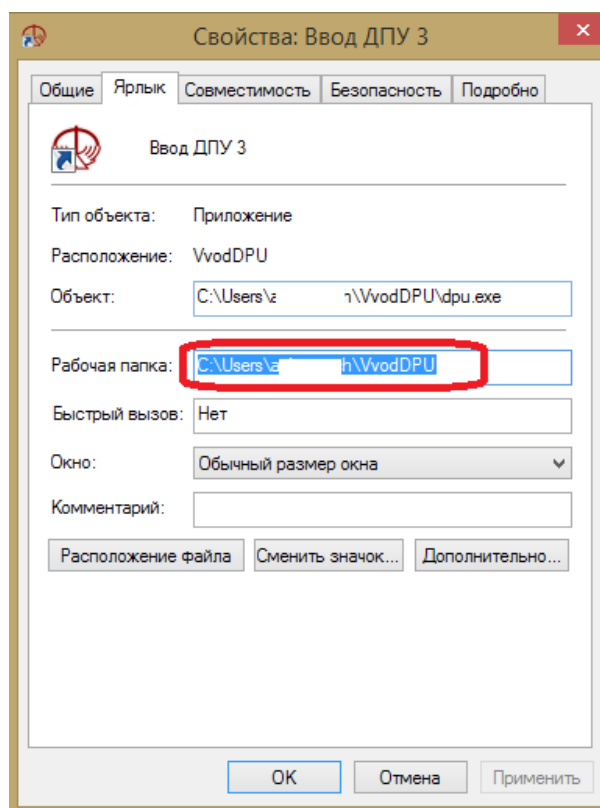 Свойства: Ввод ДПУ 3
Общие Ярлык Совместимость Безопасность Подробно
Ввод ДПУ 3
Тип объекта: Приложение
Расположение: VvodDPU
Объект: C:\Users\ \VvodDPU\dpu.exe
Рабочая папка: C:\Users\a h\VvodDPU
Быстрый вызов: Нет
Окно: Обычный размер окна
Комментарий:
Расположение файла Сменить значок... Дополнительно...
OK Отмена Применить